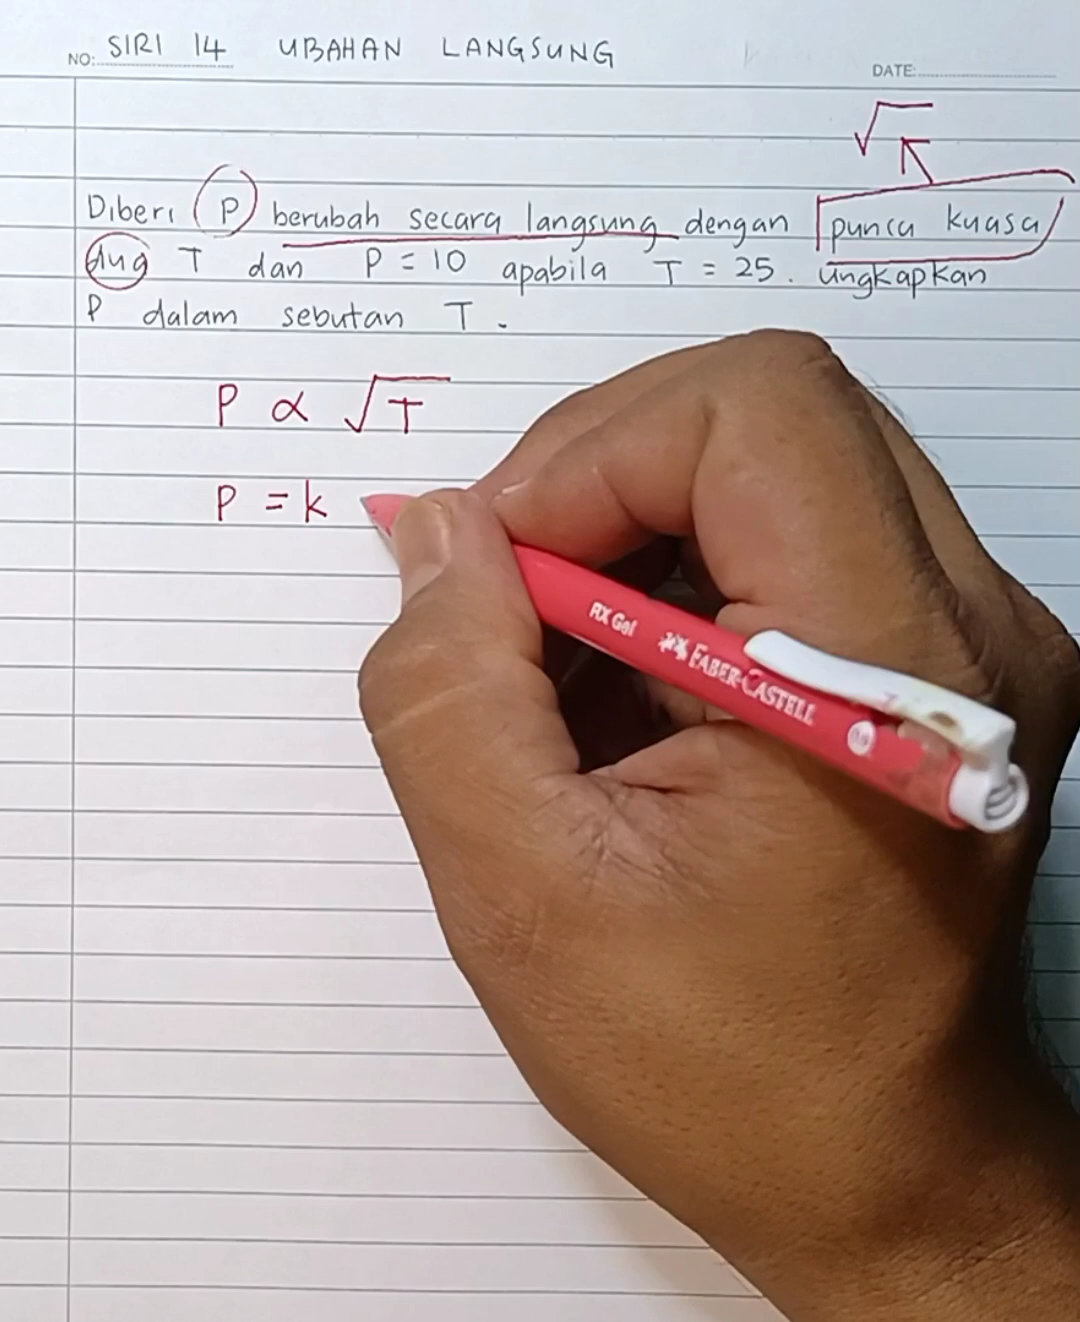 NO: SIRI 14 UBAHAN LANGSUNG
DATE:
√
Diberi P berubah secara langsung dengan punca kuasa
dua T dan P = 10 apabila T = 25. Ungkapkan
P dalam sebutan T.
P ∝ √T
P = k
RX Gel FABER-CASTELL